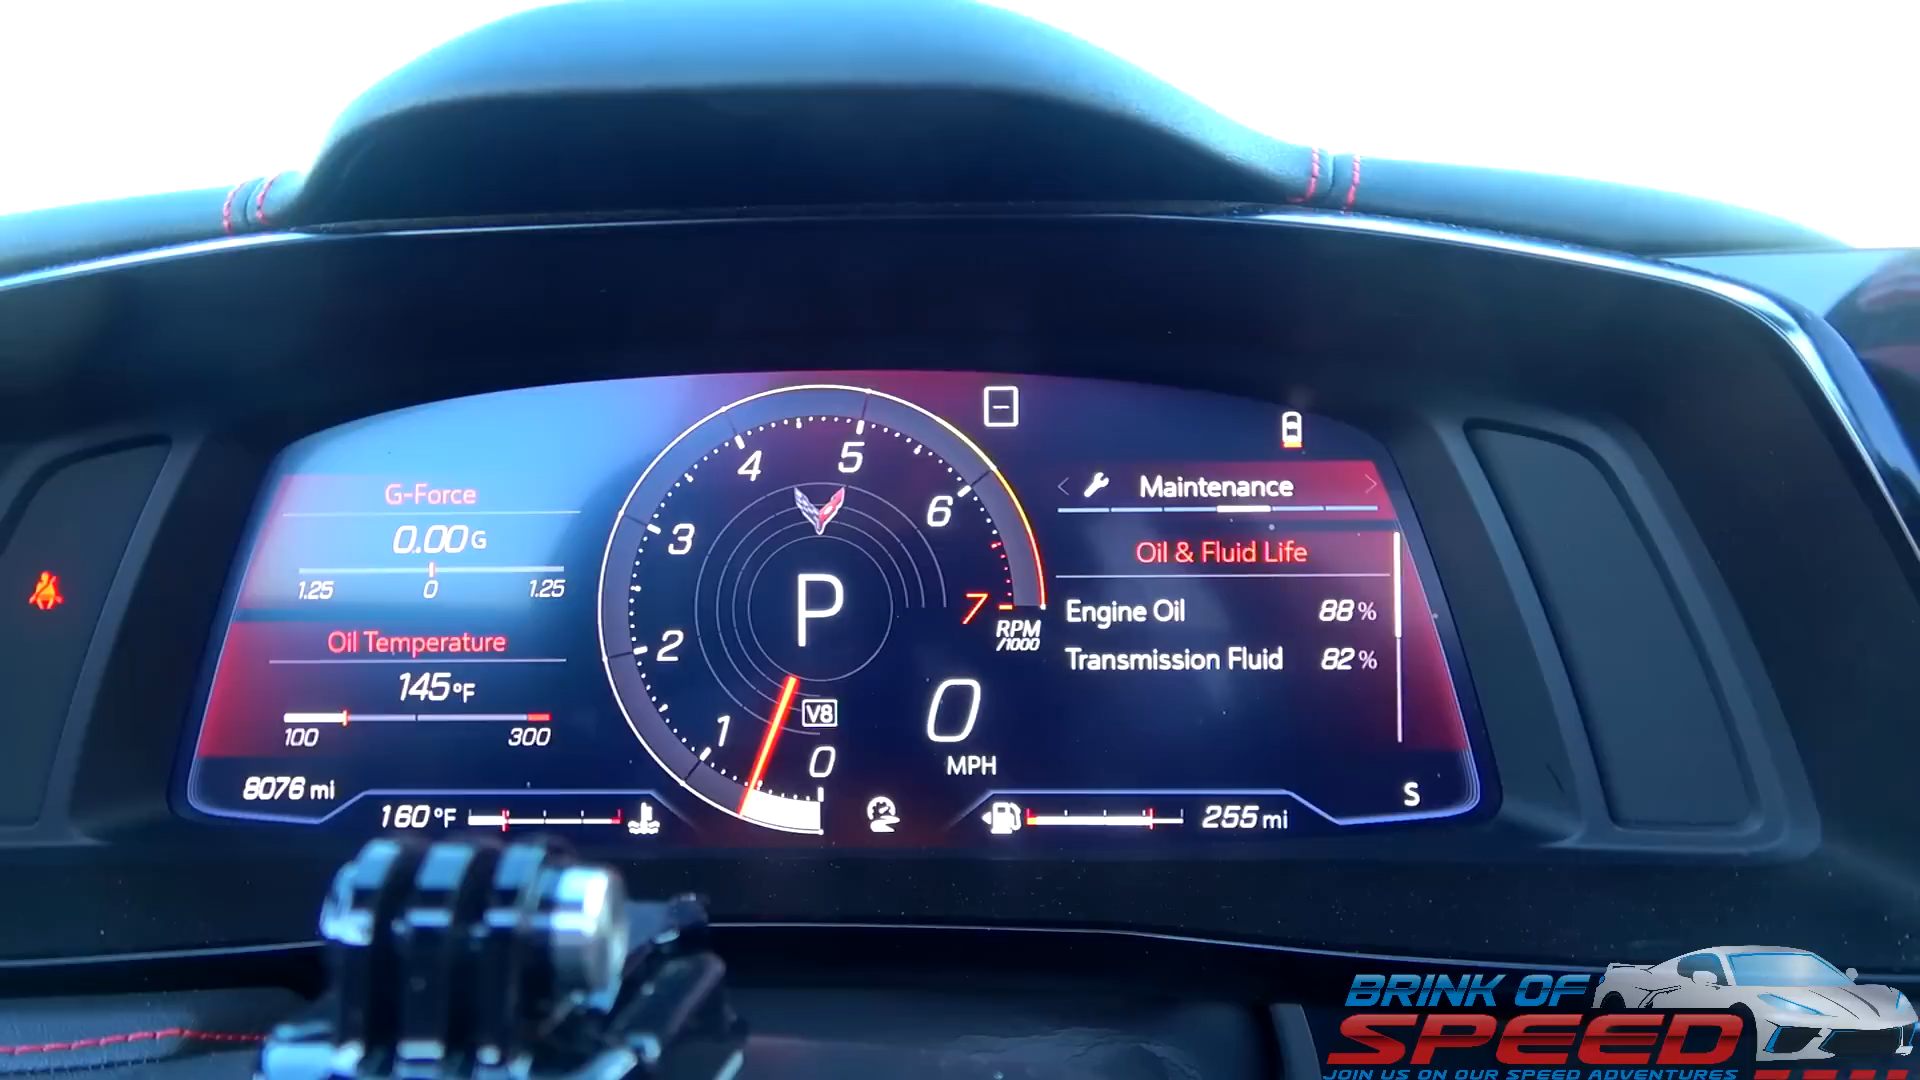 G-Force
0.00 G
1.25 0 1.25
Oil Temperature
145 °F
100 300
8076 mi
160 °F
0
1
2
3
4
5
6
7
RPM
/1000
P
V8
0
MPH
Maintenance
Oil & Fluid Life
Engine Oil 88 %
Transmission Fluid 82 %
S
255 mi
BRINK OF
SPEED
JOIN US ON OUR SPEED ADVENTURES